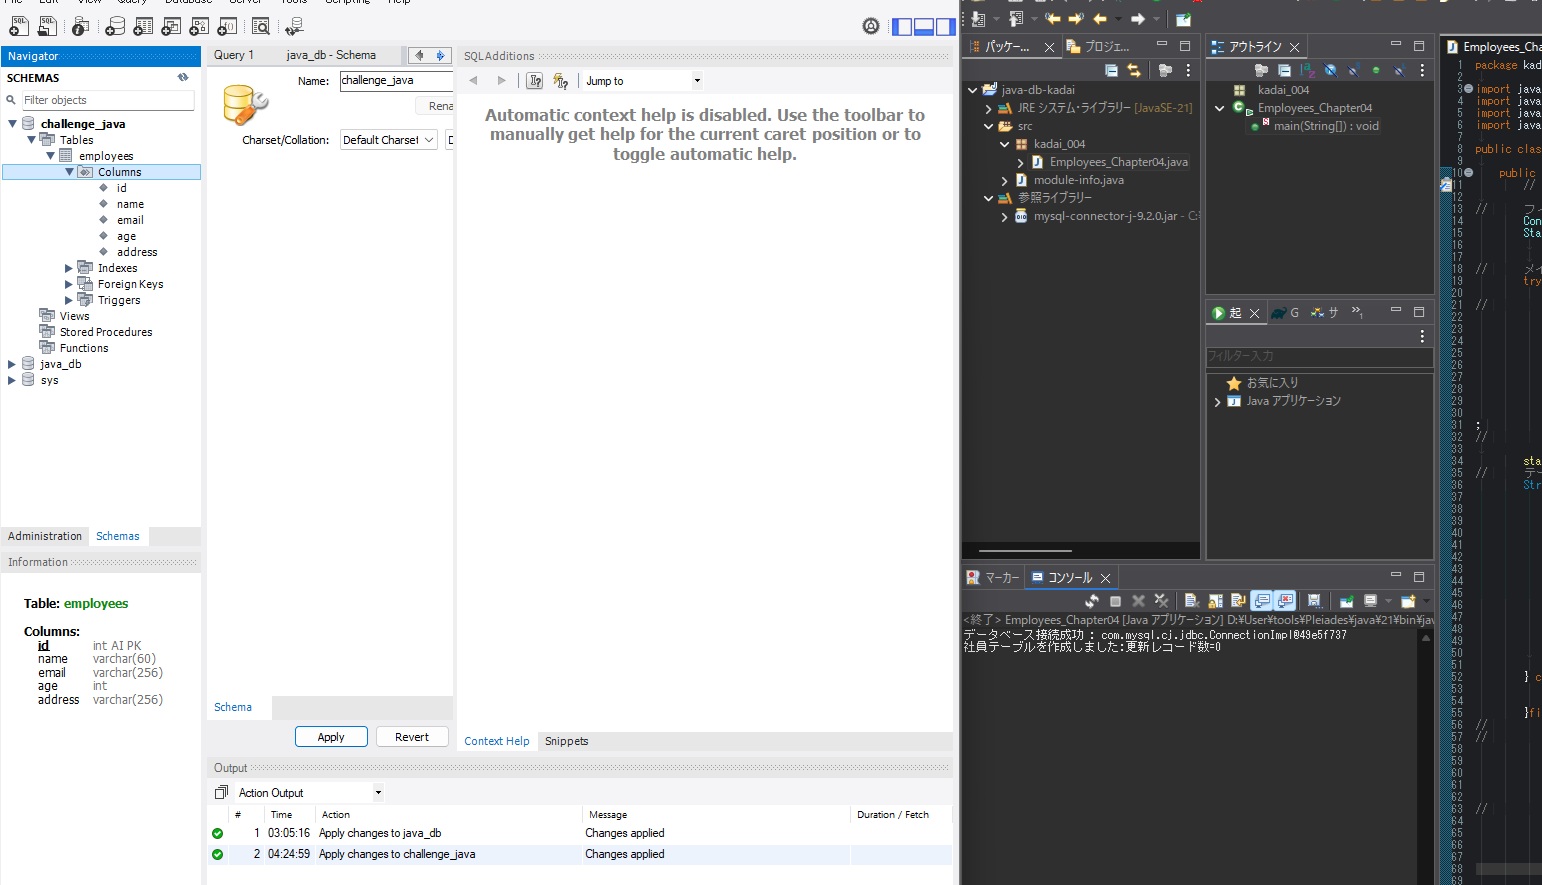 Query
Database
Scripting
Navigator
SCHEMAS
Filter objects
challenge_java
Tables
employees
Columns
id
name
email
age
address
Indexes
Foreign Keys
Triggers
Views
Stored Procedures
Functions
java_db
sys
Administration
Schemas
Information
Table: employees
Columns:
id int AI PK
name varchar(60)
email varchar(256)
age int
address varchar(256)
Query 1
java_db - Schema
Name: challenge_java
Rena
Charset/Collation: Default Charset
Schema
Apply
Revert
SQLAdditions
Jump to
Automatic context help is disabled. Use the toolbar to
manually get help for the current caret position or to
toggle automatic help.
Context Help
Snippets
Output
Action Output
# Time Action Message Duration / Fetch
1 03:05:16 Apply changes to java_db Changes applied
2 04:24:59 Apply changes to challenge_java Changes applied
パッケー...
プロジェ...
java-db-kadai
JRE システム・ライブラリー [JavaSE-21]
src
kadai_004
Employees_Chapter04.java
module-info.java
参照ライブラリー
mysql-connector-j-9.2.0.jar - C:
アウトライン
kadai_004
Employees_Chapter04
main(String[]) : void
起
G
サ
フィルター入力
お気に入り
Java アプリケーション
マーカー
コンソール
<終了> Employees_Chapter04 [Java アプリケーション] D:¥User¥tools¥Pleiades¥java¥21¥bin¥jav
データベース接続成功 : com.mysql.cj.jdbc.ConnectionImpl@49e5f737
社員テーブルを作成しました:更新レコード数=0
Employees_Cha
1 package kad
2
3 import java
4 import java
5 import java
6 import java
7
8 public clas
9
10 public
11 //
12
13 // フィ
14 Con
15 Sta
16
17
18 // メイ
19 try
20
21 //
22
23
24
25
26
27
28
29
30
31 ;
32 //
33
34 sta
35 // テー
36 Str
37
38
39
40
41
42
43
44
45
46
47
48
49
50
51
52 } c
53
54
55 }fi
56 //
57 //
58
59
60
61
62
63 //
64
65
66
67
68
69